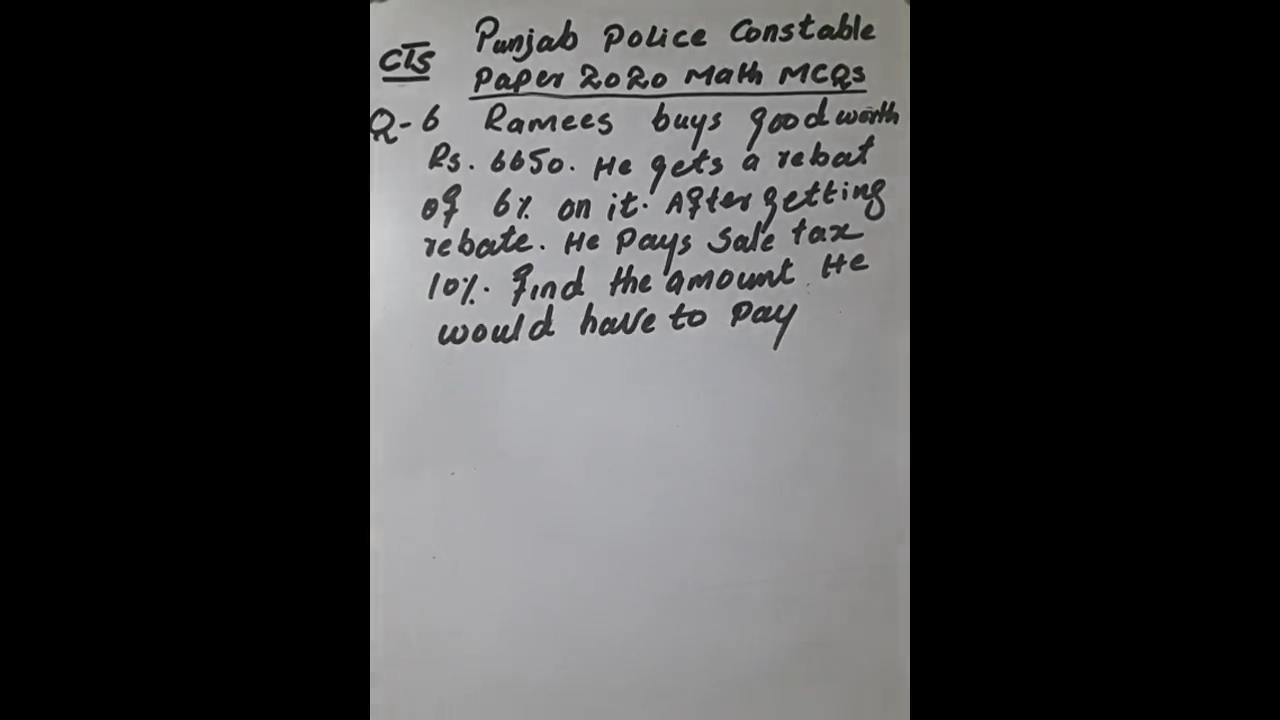 CTS Punjab Police Constable
Paper 2020 Math MCQs
Q-6 Ramees buys good worth
Rs. 6650. He gets a rebat
of 6% on it. After getting
rebate. He Pays Sale tax
10%. Find the amount He
would have to Pay